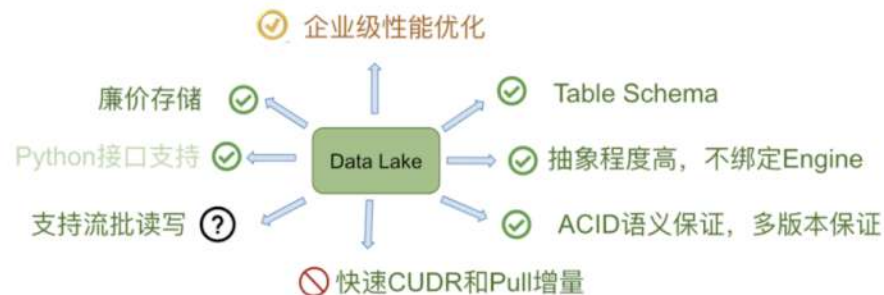 企业级性能优化
廉价存储
Table Schema
Python接口支持
Data Lake
抽象程度高，不绑定Engine
支持流批读写
?
ACID语义保证，多版本保证
快速CUDR和Pull增量